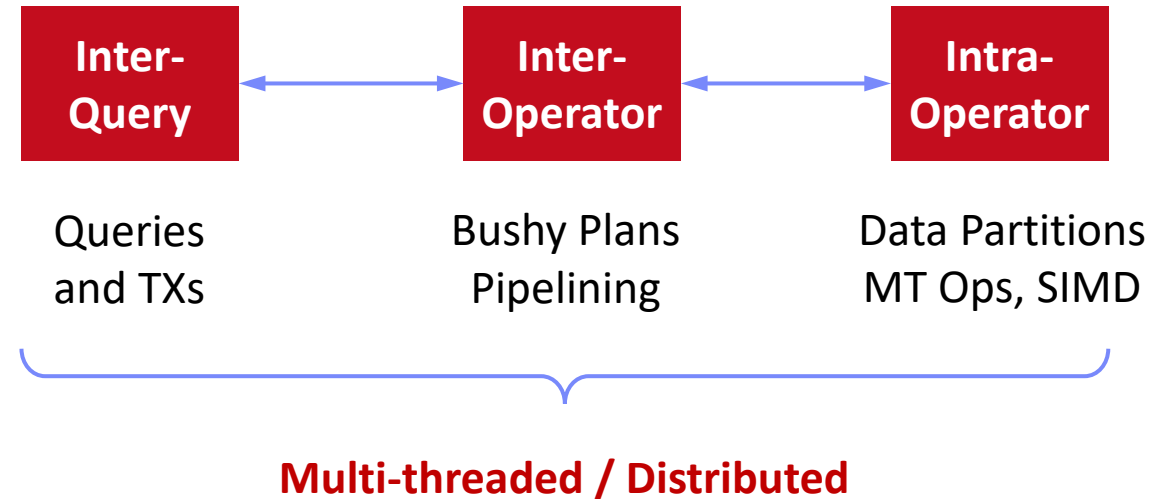 Inter-
Query
Inter-
Operator
Intra-
Operator
Queries
and TXs
Bushy Plans
Pipelining
Data Partitions
MT Ops, SIMD
Multi-threaded / Distributed